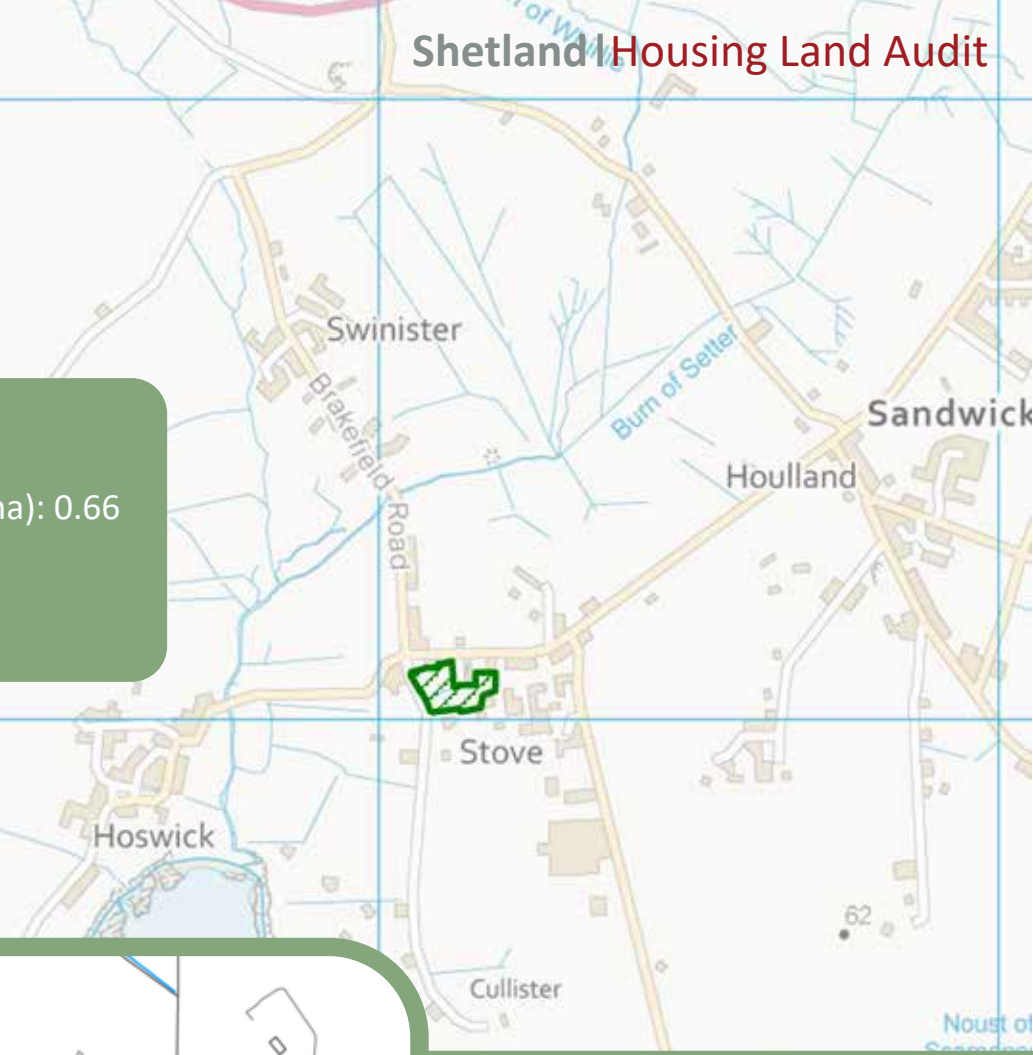 Shetland|Housing Land Audit
Swinister
Brakefield Road
Burn of Setter
Sandwick
Houlland
ha): 0.66
Stove
Hoswick
62
Cullister
Noust of